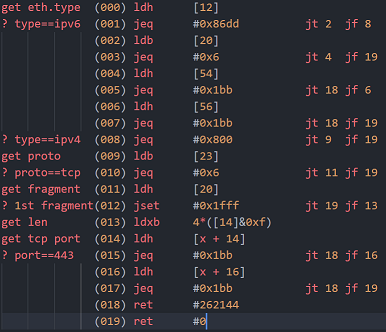 get eth.type (000) ldh [12]
? type==ipv6 (001) jeq #0x86dd jt 2 jf 8
(002) ldb [20]
(003) jeq #0x6 jt 4 jf 19
(004) ldh [54]
(005) jeq #0x1bb jt 18 jf 6
(006) ldh [56]
(007) jeq #0x1bb jt 18 jf 19
? type==ipv4 (008) jeq #0x800 jt 9 jf 19
get proto (009) ldb [23]
? proto==tcp (010) jeq #0x6 jt 11 jf 19
get fragment (011) ldh [20]
? 1st fragment(012) jset #0x1fff jt 19 jf 13
get len (013) ldxb 4*([14]&0xf)
get tcp port (014) ldh [x + 14]
? port==443 (015) jeq #0x1bb jt 18 jf 16
(016) ldh [x + 16]
(017) jeq #0x1bb jt 18 jf 19
(018) ret #262144
(019) ret #0